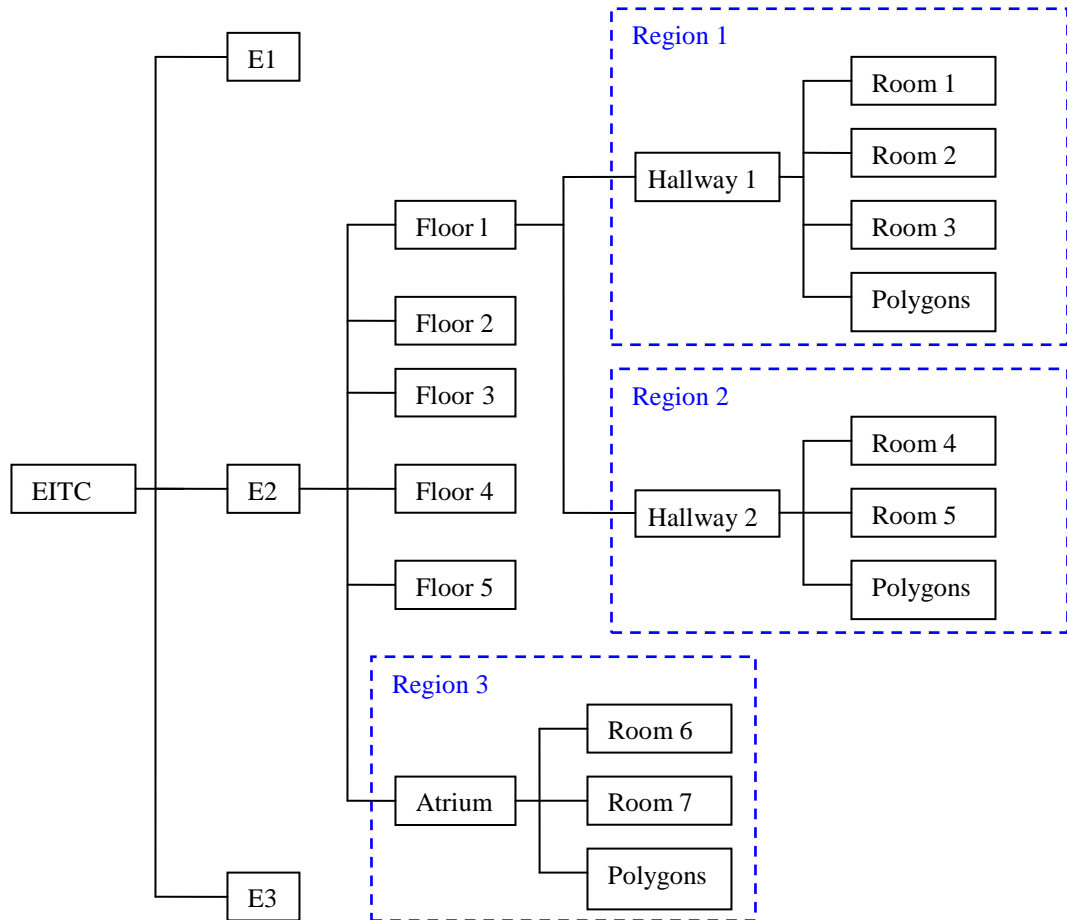 E1
Region 1
Room 1
Room 2
Hallway 1
Room 3
Floor 1
Polygons
Floor 2
Floor 3
Region 2
Room 4
EITC
E2
Floor 4
Hallway 2
Room 5
Floor 5
Polygons
Region 3
Room 6
Atrium
Room 7
Polygons
E3